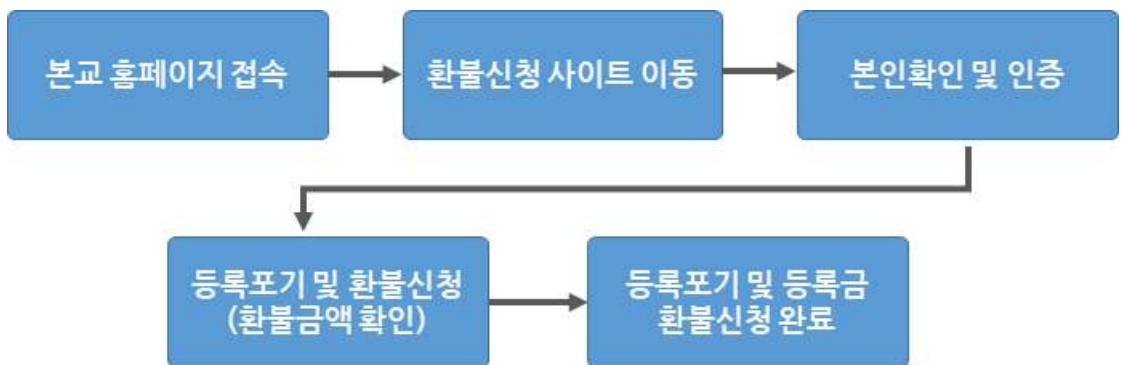 본교 홈페이지 접속
환불신청 사이트 이동
본인확인 및 인증
등록포기 및 환불신청
(환불금액 확인)
등록포기 및 등록금
환불신청 완료